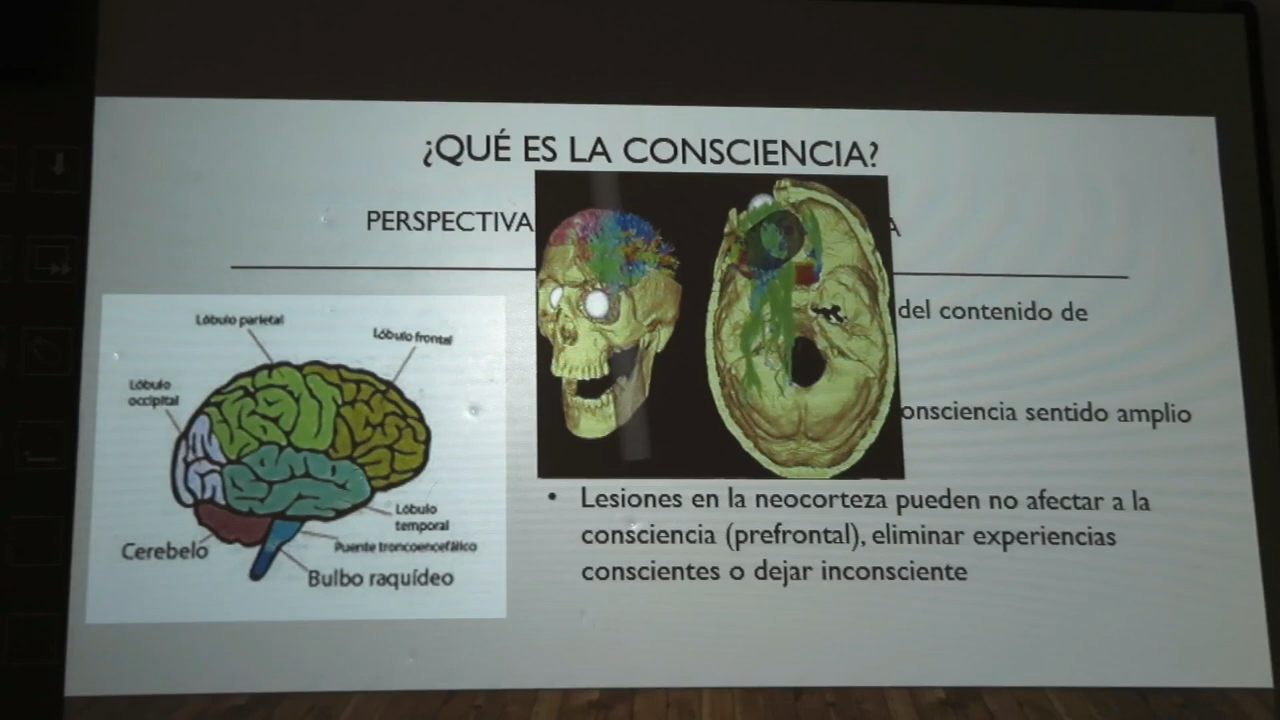 ¿QUÉ ES LA CONSCIENCIA?
PERSPECTIVA
A
Lóbulo parietal
Lóbulo frontal
Lóbulo
occipital
Lóbulo
temporal
Puente troncoencefálico
Cerebelo
Bulbo raquídeo
del contenido de
onsciencia sentido amplio
• Lesiones en la neocorteza pueden no afectar a la
consciencia (prefrontal), eliminar experiencias
conscientes o dejar inconsciente